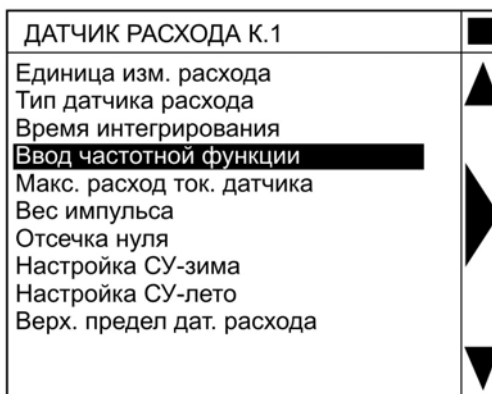 ДАТЧИК РАСХОДА К.1
Единица изм. расхода
Тип датчика расхода
Время интегрирования
Ввод частотной функции
Макс. расход ток. датчика
Вес импульса
Отсечка нуля
Настройка СУ-зима
Настройка СУ-лето
Верх. предел дат. расхода